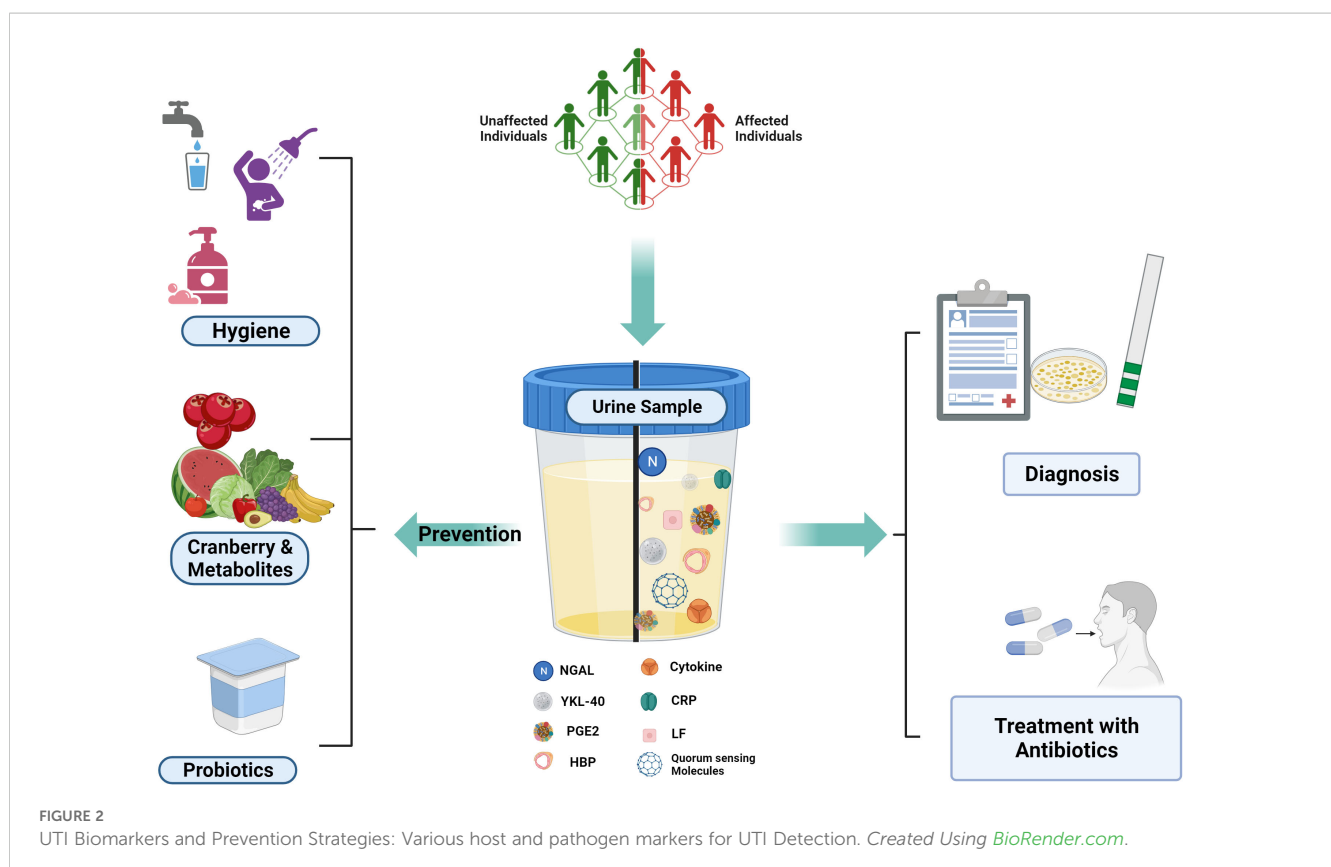 Unaffected
Individuals
Affected
Individuals
Hygiene
Urine Sample
N
Diagnosis
Prevention
Cranberry &
Metabolites
N NGAL
Cytokine
YKL-40
CRP
PGE2
LF
HBP
Quorum sensing
Molecules
Probiotics
Treatment with
Antibiotics
FIGURE 2
UTI Biomarkers and Prevention Strategies: Various host and pathogen markers for UTI Detection. Created Using BioRender.com.